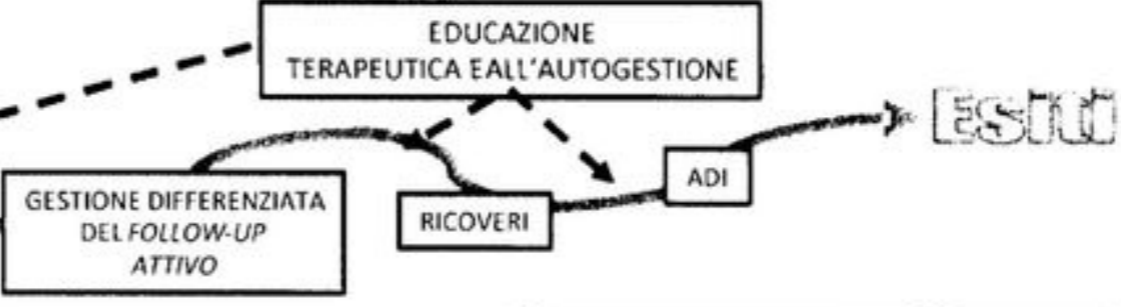 EDUCAZIONE
TERAPEUTICA EALL'AUTOGESTIONE
Esiti
GESTIONE DIFFERENZIATA
DEL FOLLOW-UP
ATTIVO
RICOVERI
ADI